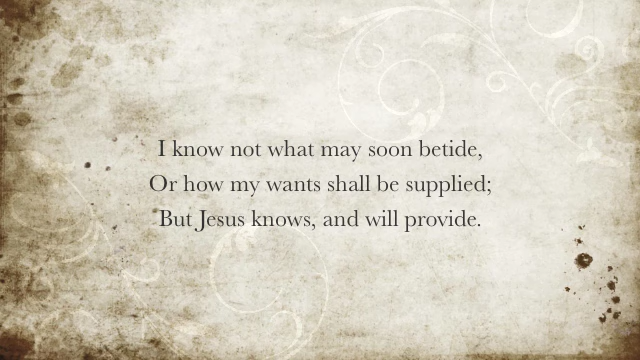 I know not what may soon betide,
Or how my wants shall be supplied;
But Jesus knows, and will provide.